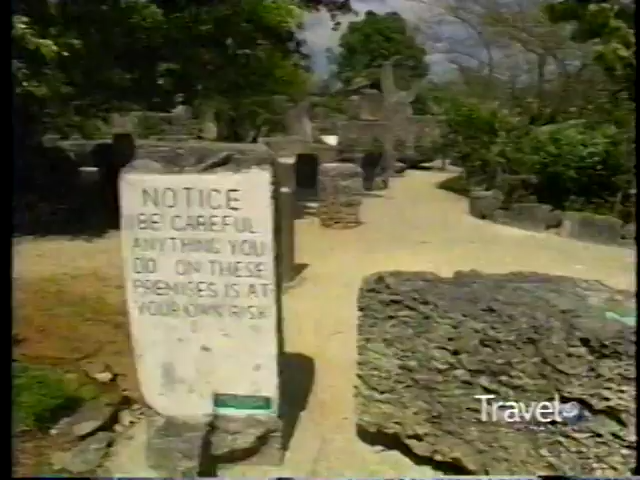 NOTICE
BE CAREFUL
ANYTHING YOU
DO ON THESE
PREMISES IS AT
YOUR OWN RISK
Travel